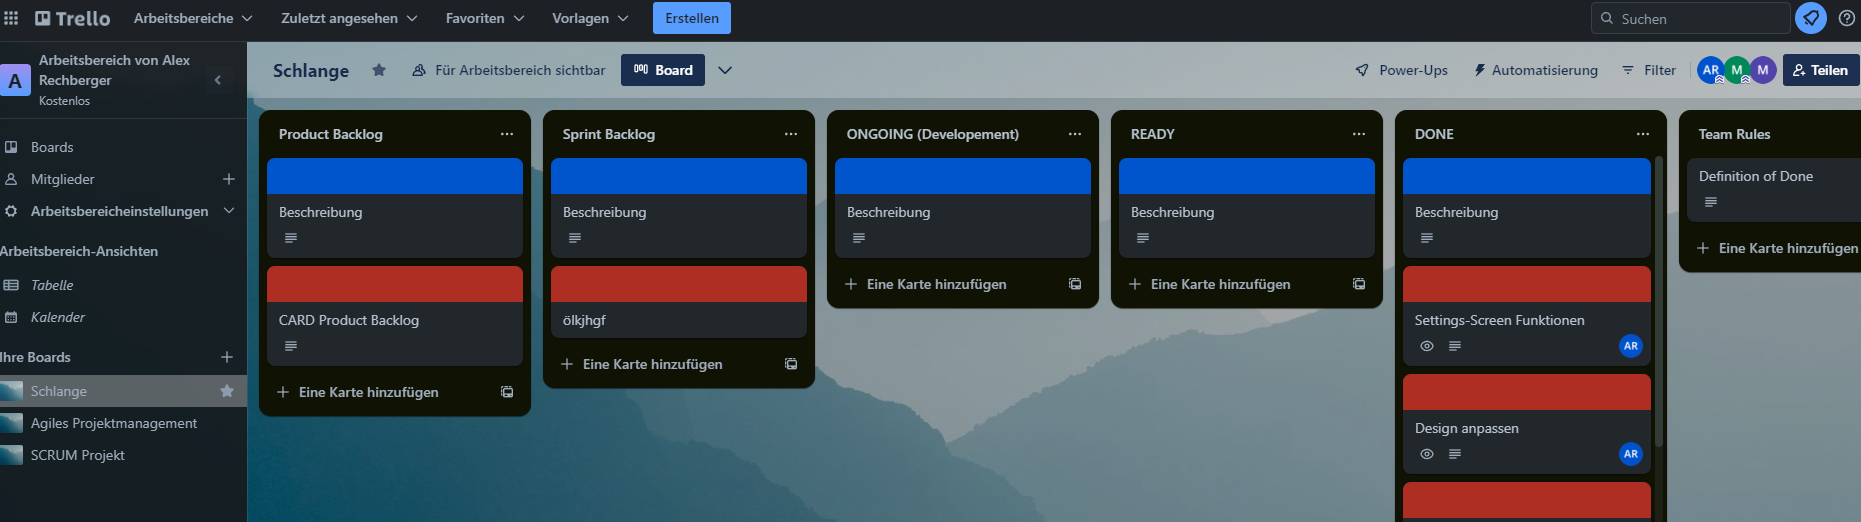 Trello Arbeitsbereiche Zuletzt angesehen Favoriten Vorlagen Erstellen Suchen
A Arbeitsbereich von Alex Rechberger
Kostenlos
Boards
Mitglieder
Arbeitsbereicheinstellungen
Arbeitsbereich-Ansichten
Tabelle
Kalender
Ihre Boards
Schlange
Agiles Projektmanagement
SCRUM Projekt
Schlange Für Arbeitsbereich sichtbar Board Power-Ups Automatisierung Filter AR M M Teilen
Product Backlog
Beschreibung
CARD Product Backlog
Eine Karte hinzufügen
Sprint Backlog
Beschreibung
ölkjhgf
Eine Karte hinzufügen
ONGOING (Developement)
Beschreibung
Eine Karte hinzufügen
READY
Beschreibung
Eine Karte hinzufügen
DONE
Beschreibung
Settings-Screen Funktionen
AR
Design anpassen
AR
Team Rules
Definition of Done
Eine Karte hinzufügen